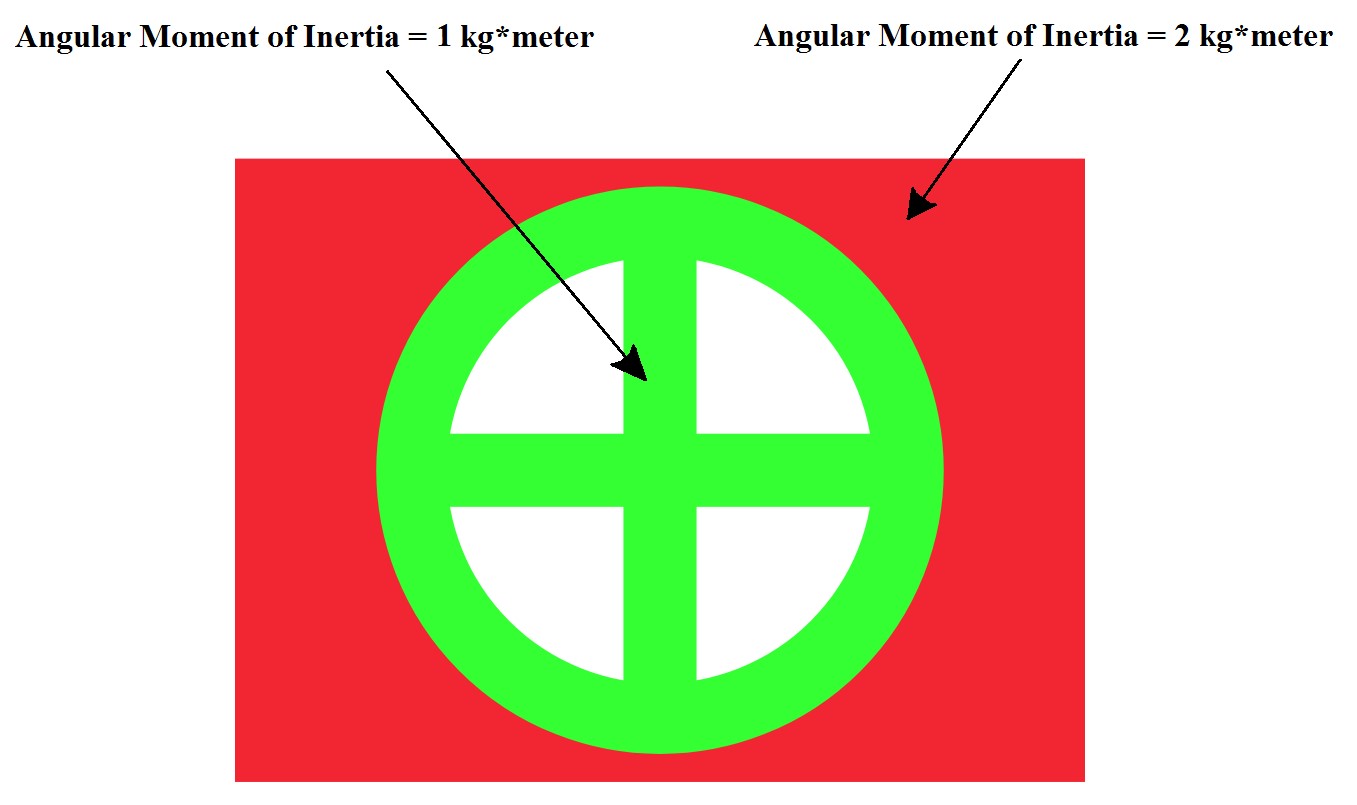 Angular Moment of Inertia = 1 kg*meter
Angular Moment of Inertia = 2 kg*meter